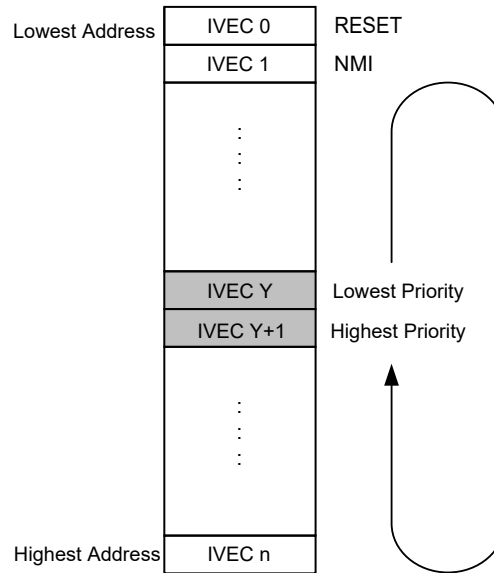 Lowest Address IVEC 0 RESET
IVEC 1 NMI
IVEC Y Lowest Priority
IVEC Y+1 Highest Priority
Highest Address IVEC n